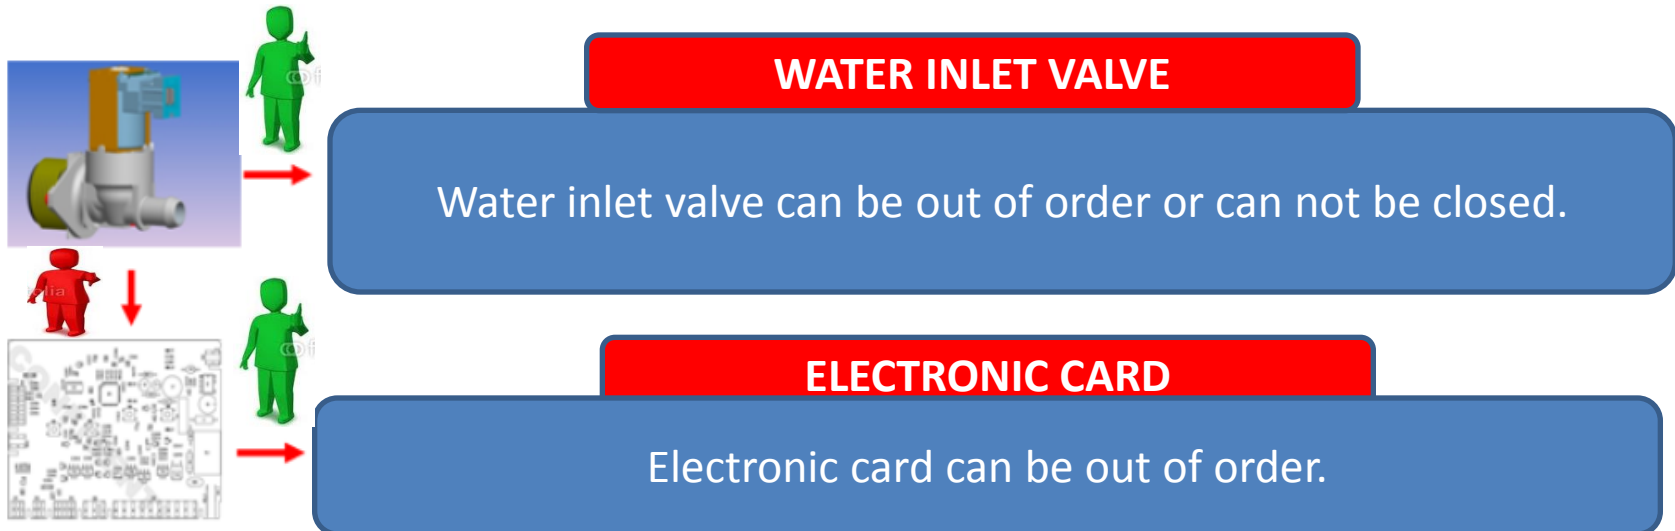 WATER INLET VALVE
Water inlet valve can be out of order or can not be closed.
ELECTRONIC CARD
Electronic card can be out of order.